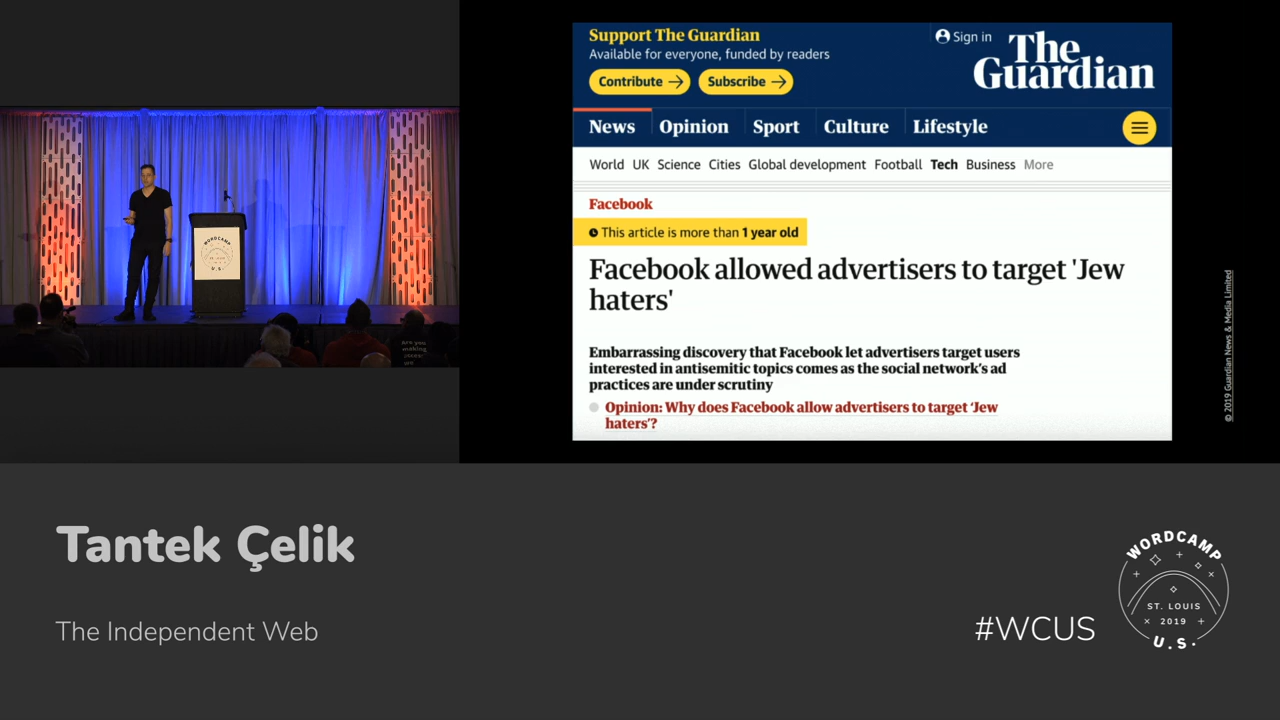 Support The Guardian
Available for everyone, funded by readers
Contribute →
Subscribe →
Sign in
The
Guardian
News
Opinion
Sport
Culture
Lifestyle
World UK Science Cities Global development Football Tech Business More
Facebook
This article is more than 1 year old
Facebook allowed advertisers to target 'Jew
haters'
Embarrassing discovery that Facebook let advertisers target users
interested in antisemitic topics comes as the social network’s ad
practices are under scrutiny
Opinion: Why does Facebook allow advertisers to target ‘Jew
haters’?
© 2019 Guardian News & Media Limited
WORDCAMP
U.S.
Are you
making
Tantek Çelik
The Independent Web
#WCUS
WORDCAMP
ST. LOUIS
2019
U.S.